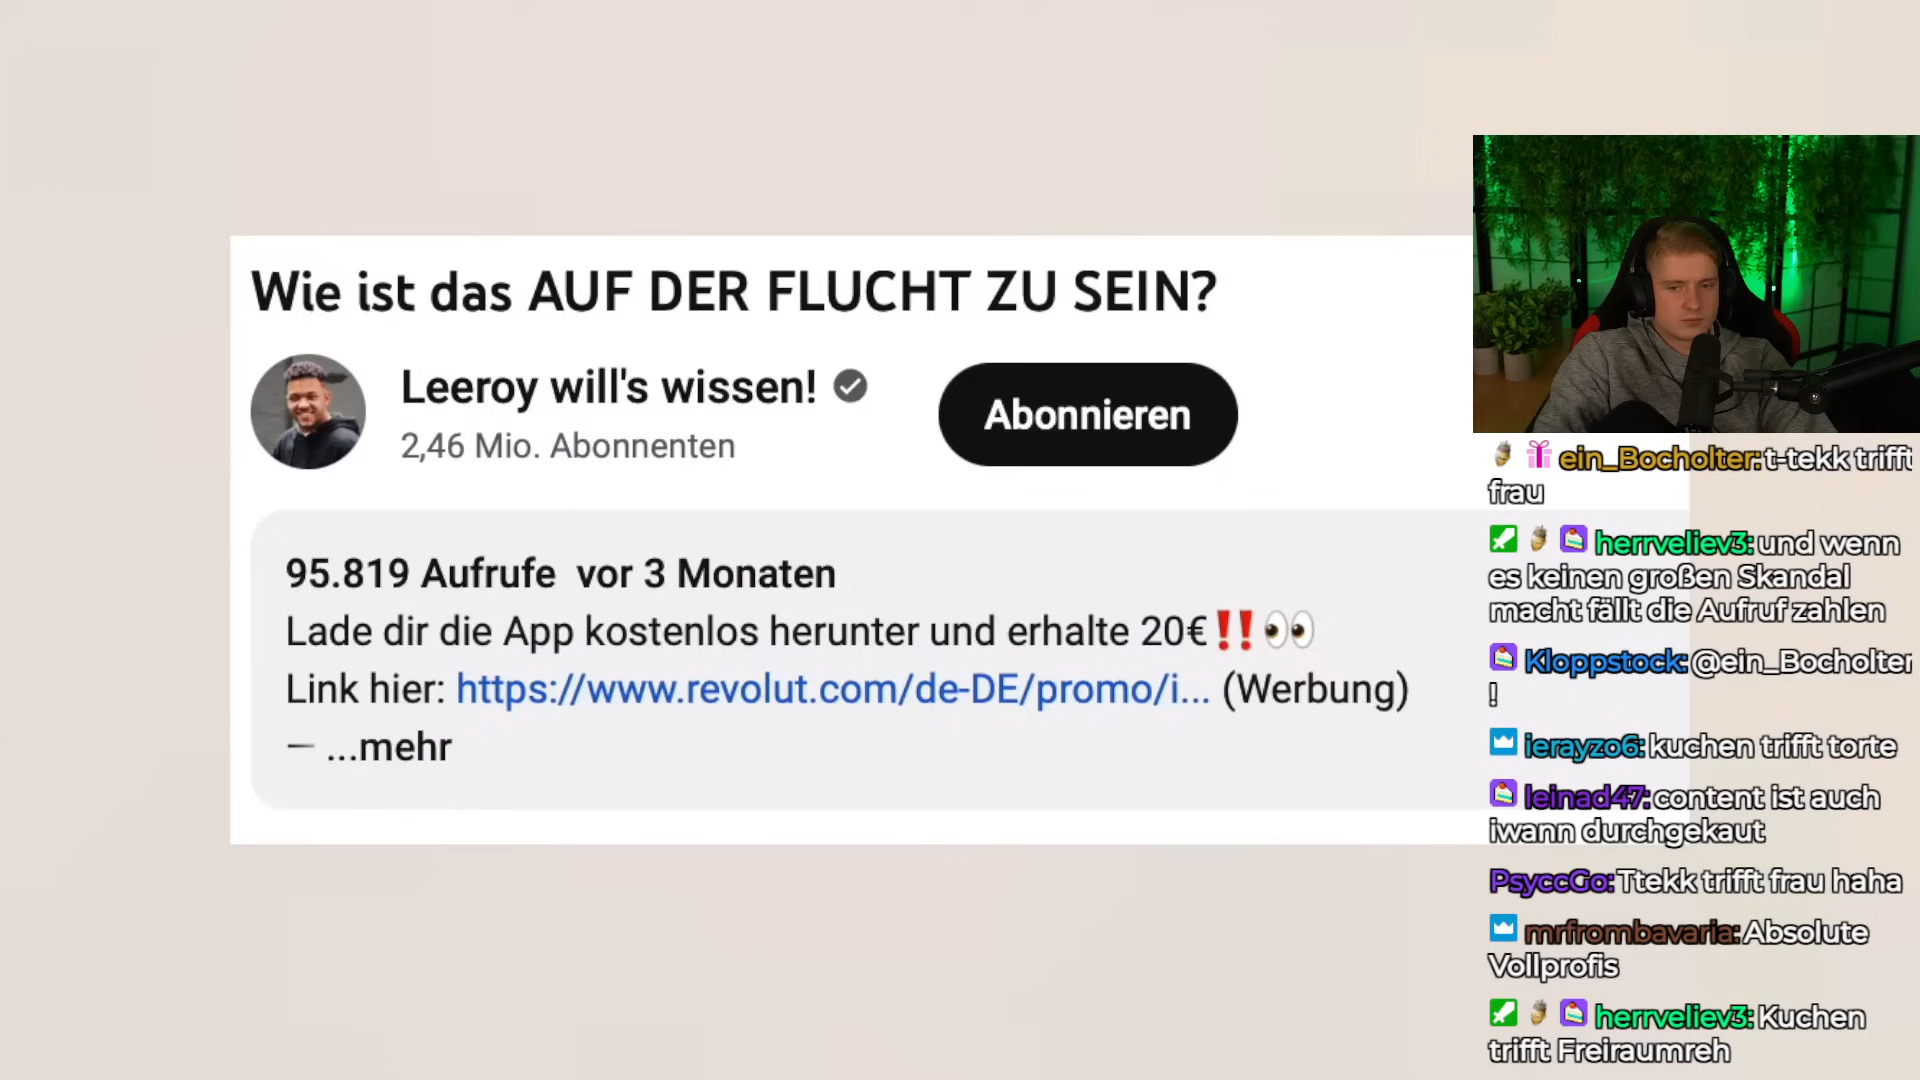 Wie ist das AUF DER FLUCHT ZU SEIN?
Leeroy will's wissen!
2,46 Mio. Abonnenten
Abonnieren
95.819 Aufrufe vor 3 Monaten
Lade dir die App kostenlos herunter und erhalte 20€‼️👀
Link hier: https://www.revolut.com/de-DE/promo/i... (Werbung)
— ...mehr
ein_Bocholter: t-tekk trifft
frau
herrveliev3: und wenn
es keinen großen Skandal
macht fällt die Aufruf zahlen
Kloppstock: @ein_Bocholter
!
ierayzo6: kuchen trifft torte
leinad47: content ist auch
iwann durchgekaut
PsyccGo: Ttekk trifft frau haha
mrfrombavaria: Absolute
Vollprofis
herrveliev3: Kuchen
trifft Freiraumreh